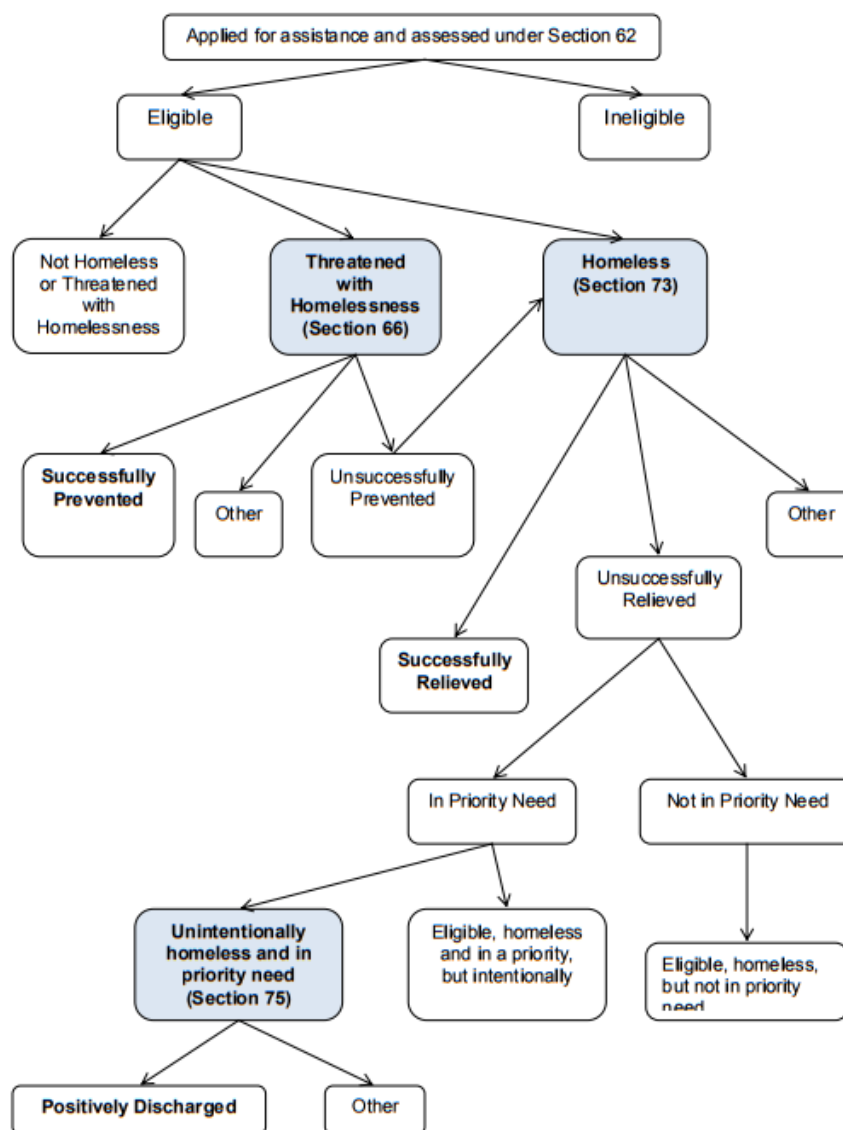 Applied for assistance and assessed under Section 62
Eligible
Ineligible
Not Homeless
or Threatened
with
Homelessness
Threatened
with
Homelessness
(Section 66)
Homeless
(Section 73)
Successfully
Prevented
Other
Unsuccessfully
Prevented
Other
Unsuccessfully
Relieved
Successfully
Relieved
In Priority Need
Not in Priority Need
Unintentionally
homeless and in
priority need
(Section 75)
Eligible, homeless
and in a priority,
but intentionally
Eligible, homeless,
but not in priority
need
Positively Discharged
Other